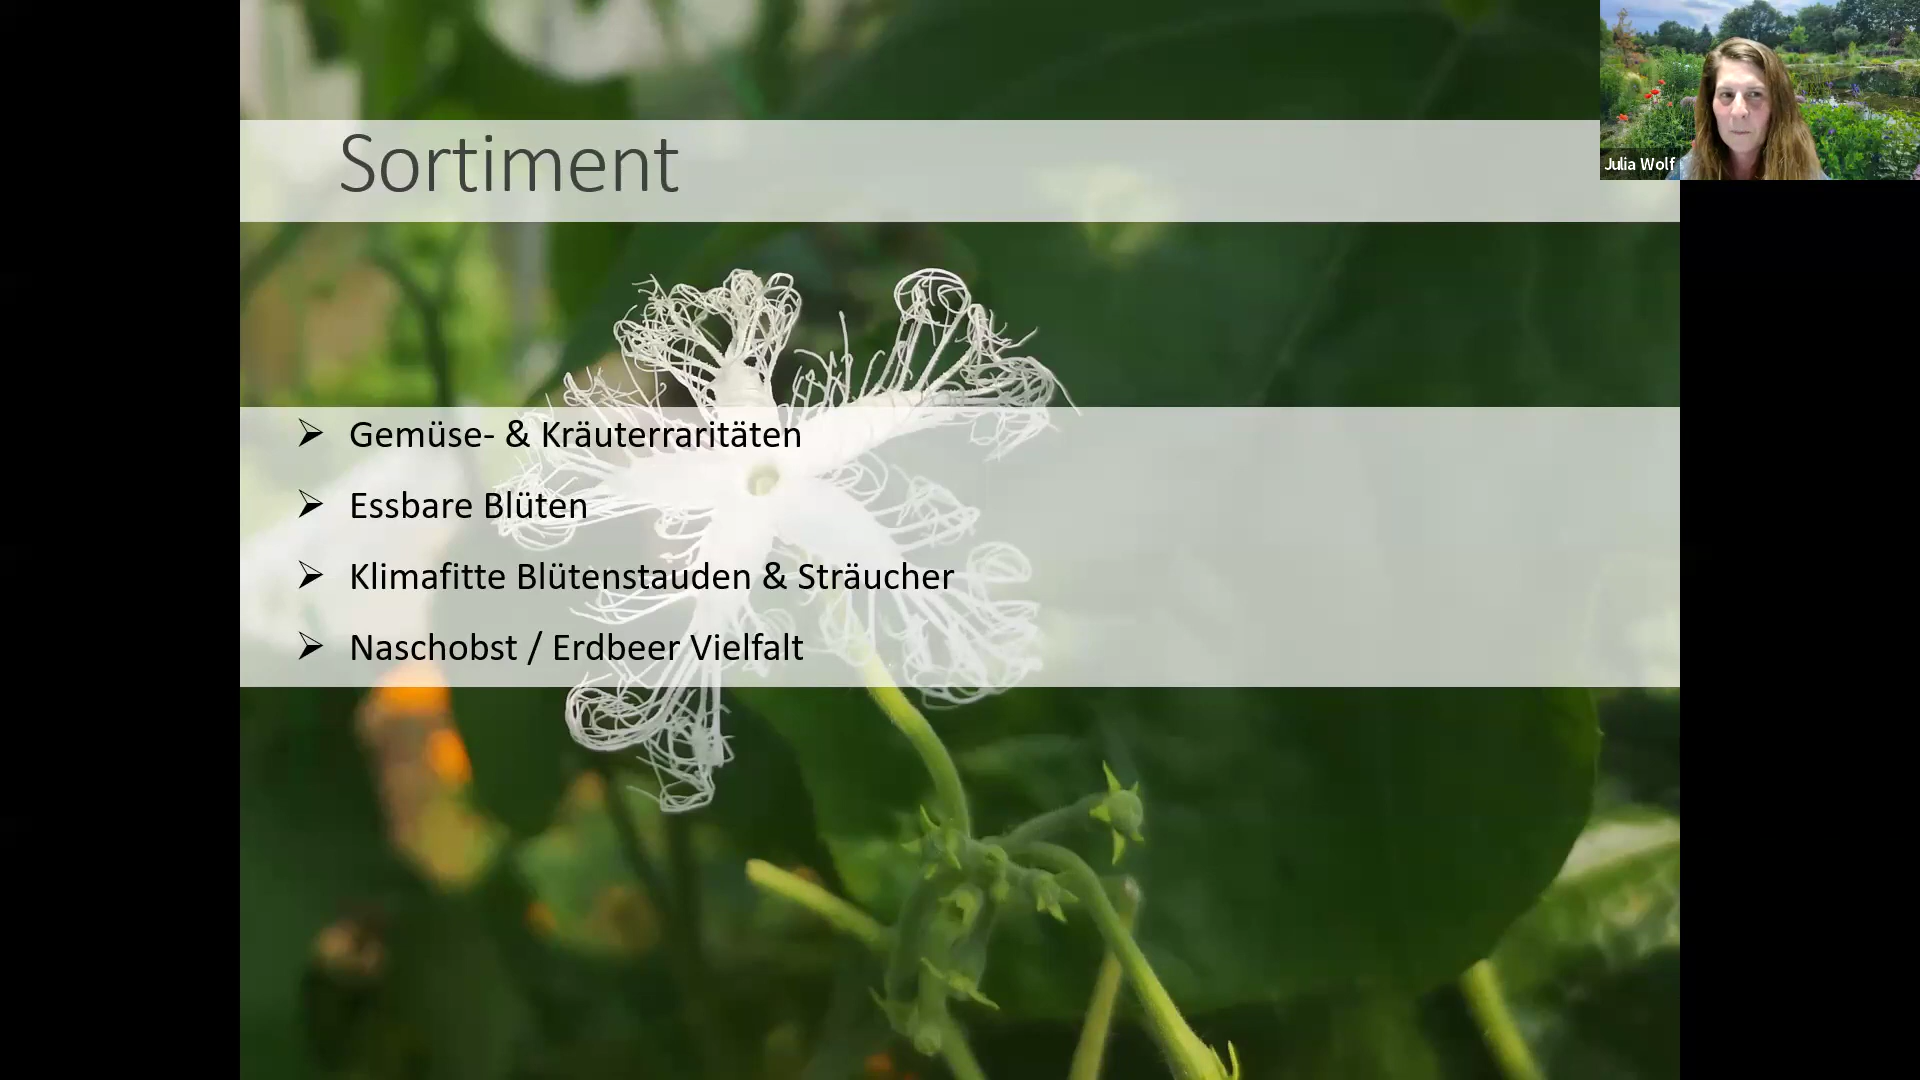 Sortiment
Julia Wolf
➢ Gemüse- & Kräuterraritäten
➢ Essbare Blüten
➢ Klimafitte Blütenstauden & Sträucher
➢ Naschobst / Erdbeer Vielfalt